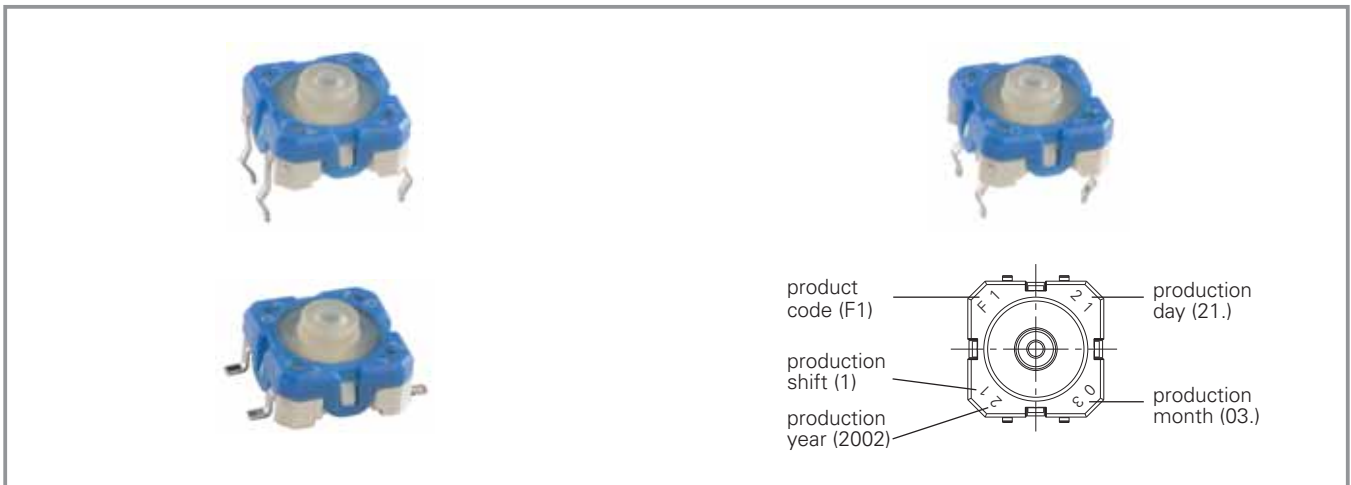 product
code (F1)
production
shift (1)
production
year (2002)
F 1
2 1
1 2
0 3
production
day (21.)
production
month (03.)